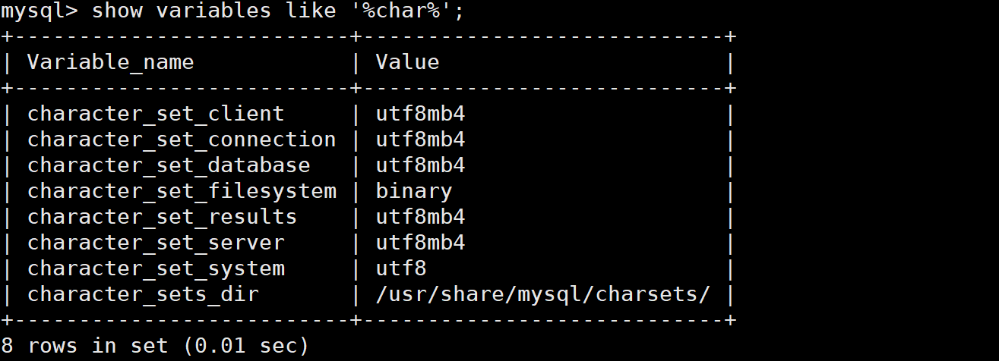 mysql> show variables like '%char%';
+--------------------------+----------------------------+
| Variable_name            | Value                      |
+--------------------------+----------------------------+
| character_set_client     | utf8mb4                    |
| character_set_connection | utf8mb4                    |
| character_set_database   | utf8mb4                    |
| character_set_filesystem | binary                     |
| character_set_results    | utf8mb4                    |
| character_set_server     | utf8mb4                    |
| character_set_system     | utf8                       |
| character_sets_dir       | /usr/share/mysql/charsets/ |
+--------------------------+----------------------------+
8 rows in set (0.01 sec)